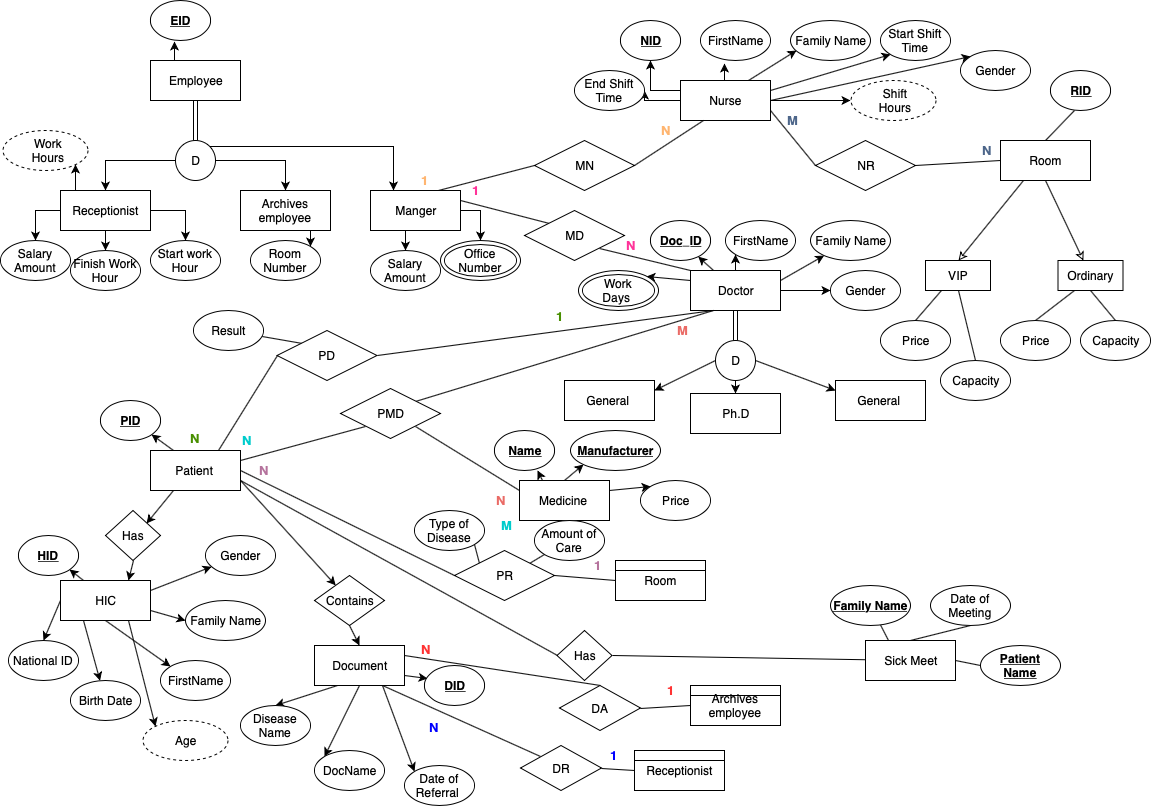 EID
NID
FirstName
Family Name
Start Shift
Time
Gender
Employee
End Shift
Time
Nurse
Shift
Hours
RID
Work
Hours
D
N
M
MN
NR
N
Room
Receptionist
Archives
employee
1
Manger
1
MD
N
Doc_ID
FirstName
Family Name
Salary
Amount
Finish Work
Hour
Start work
Hour
Room
Number
Salary
Amount
Office
Number
Work
Days
Doctor
Gender
VIP
Ordinary
Result
1
M
Price
Price
Capacity
PD
D
Capacity
General
Ph.D
General
PID
PMD
N
N
Name
Manufacturer
Patient
N
Medicine
Price
N
M
Type of
Disease
Amount of
Care
Has
HID
Gender
PR
1
Room
HIC
Contains
Family Name
Family Name
Date of
Meeting
National ID
FirstName
Birth Date
Age
Document
N
DID
Has
Sick Meet
Patient
Name
DA
1
Archives
employee
Disease
Name
DocName
Date of
Referral
N
DR
1
Receptionist